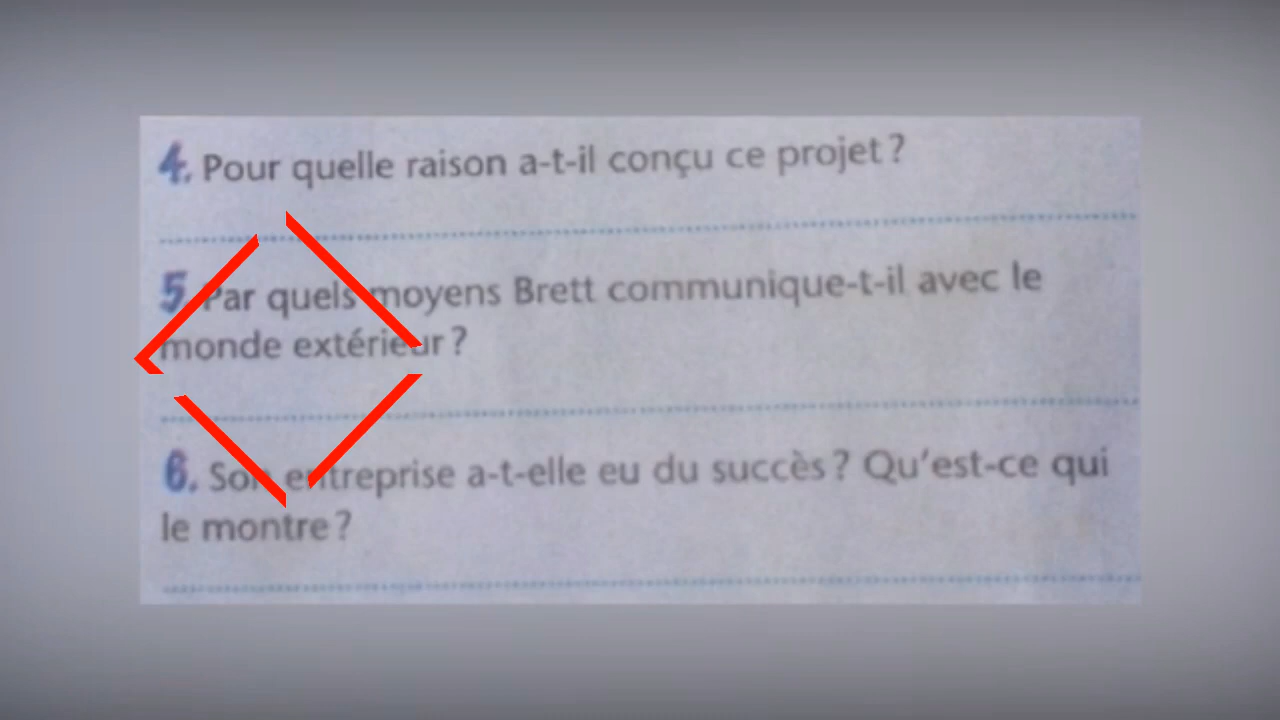 4. Pour quelle raison a-t-il conçu ce projet ?
5. Par quels moyens Brett communique-t-il avec le
monde extérieur ?
6. Son entreprise a-t-elle eu du succès ? Qu'est-ce qui
le montre ?